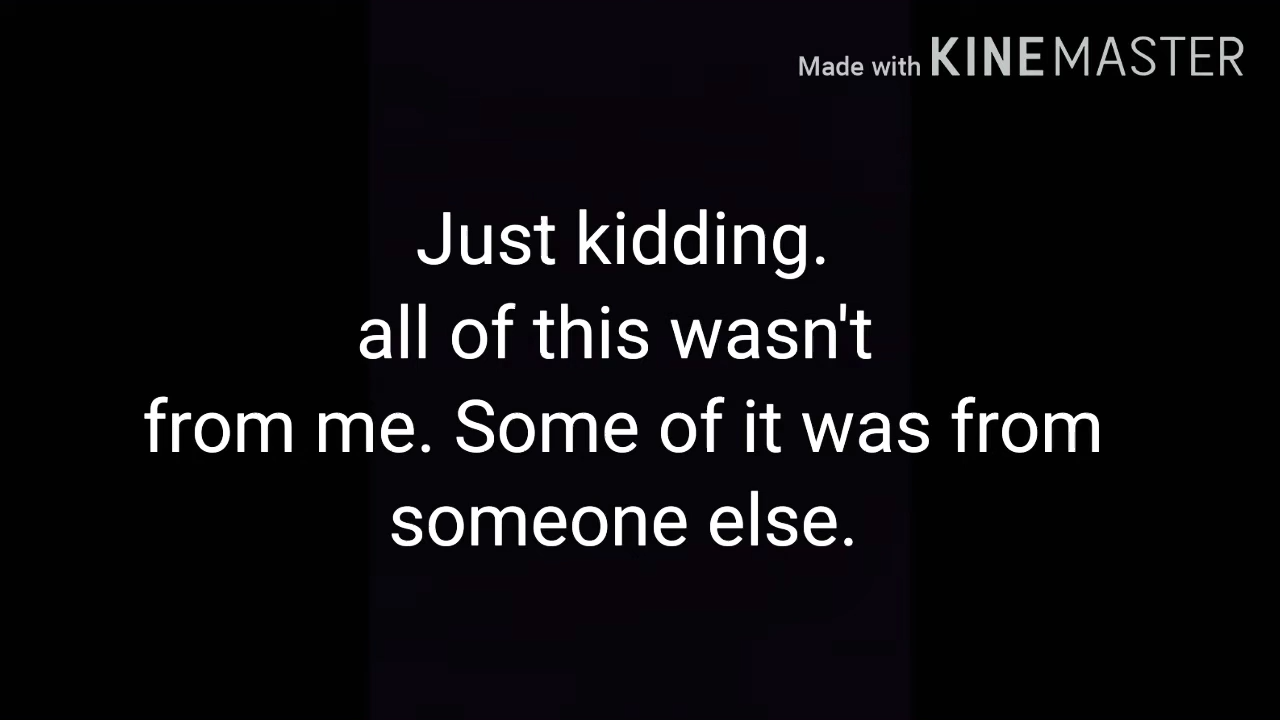 Made with KINEMASTER
Just kidding.
all of this wasn't
from me. Some of it was from
someone else.